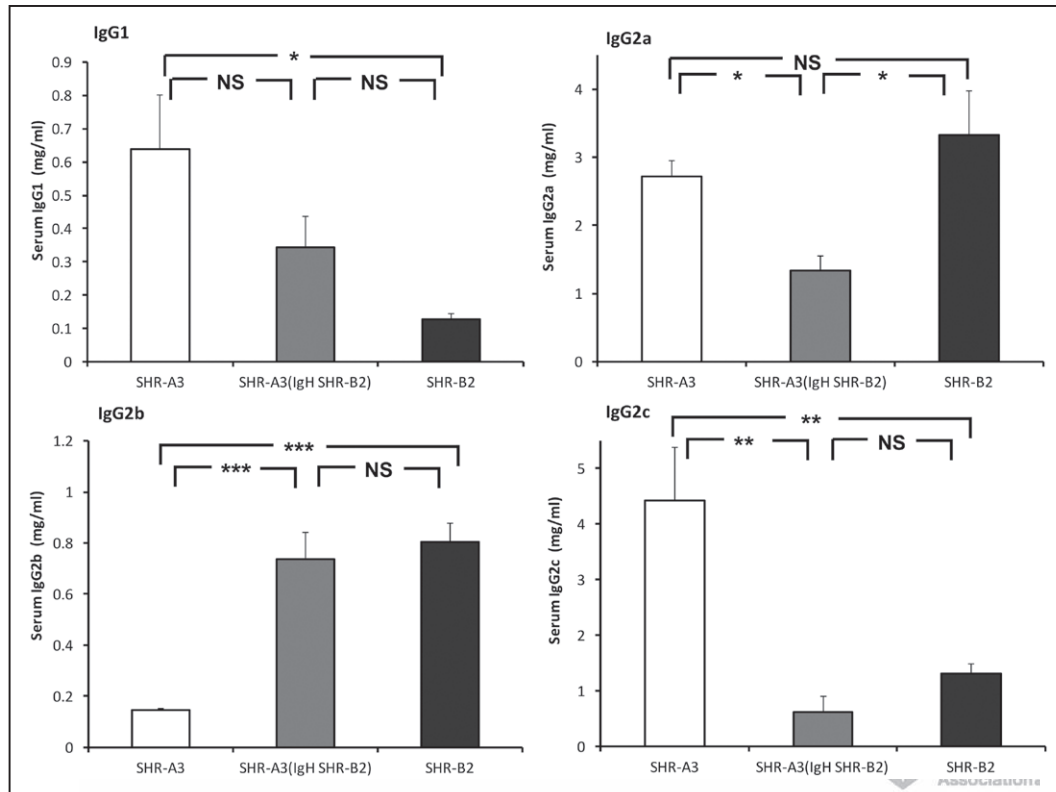 IgG1
*
NS NS
Serum IgG1 (mg/ml)
0.9
0.8
0.7
0.6
0.5
0.4
0.3
0.2
0.1
0
SHR-A3 SHR-A3(IgH SHR-B2) SHR-B2
IgG2a
NS
* *
Serum IgG2a (mg/ml)
4
3
2
1
0
SHR-A3 SHR-A3(IgH SHR-B2) SHR-B2
IgG2b
***
*** NS
Serum IgG2b (mg/ml)
1.2
1
0.8
0.6
0.4
0.2
0
SHR-A3 SHR-A3(IgH SHR-B2) SHR-B2
IgG2c
**
** NS
Serum IgG2c (mg/ml)
5
4
3
2
1
0
SHR-A3 SHR-A3(IgH SHR-B2) SHR-B2
Association